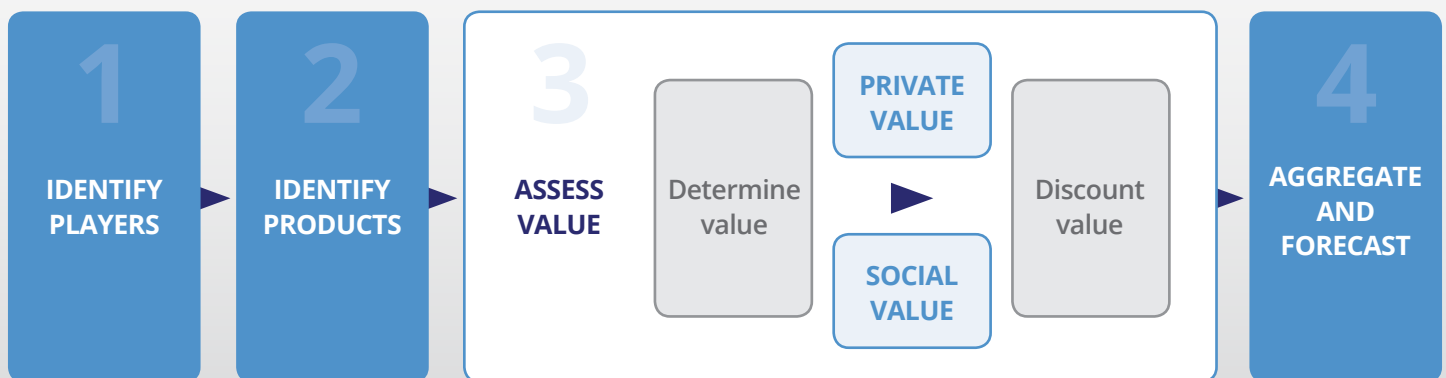 1
IDENTIFY
PLAYERS
2
IDENTIFY
PRODUCTS
3
ASSESS
VALUE
Determine
value
PRIVATE
VALUE
SOCIAL
VALUE
Discount
value
4
AGGREGATE
AND
FORECAST